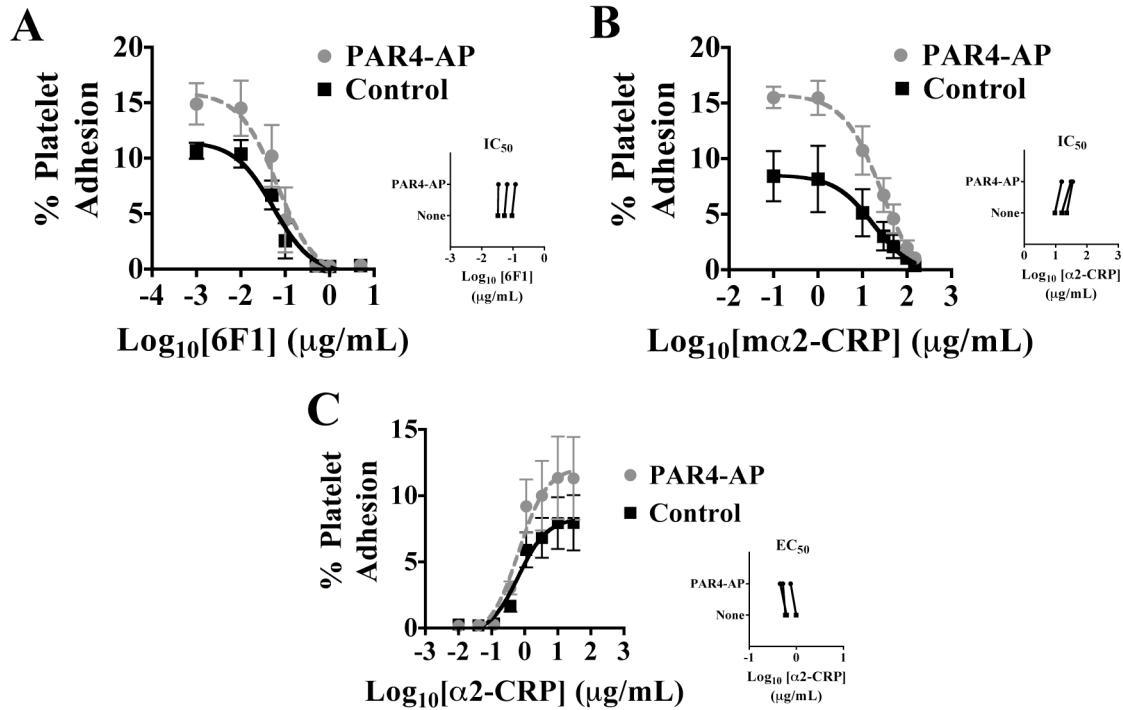 A
% Platelet
Adhesion
20
15
10
5
0
-4 -3 -2 -1 0 1
Log10[6F1] (μg/mL)
PAR4-AP
Control
IC50
PAR4-AP
None
-3 -2 -1 0
Log10 [6F1]
(μg/mL)
B
% Platelet
Adhesion
20
15
10
5
0
-2 -1 0 1 2 3
Log10[mα2-CRP] (μg/mL)
PAR4-AP
Control
IC50
PAR4-AP
None
0 1 2 3
Log10 [α2-CRP]
(μg/mL)
C
% Platelet
Adhesion
15
10
5
0
-3 -2 -1 0 1 2 3
Log10[α2-CRP] (μg/mL)
PAR4-AP
Control
EC50
PAR4-AP
None
-1 0 1
Log10 [α2-CRP]
(μg/mL)